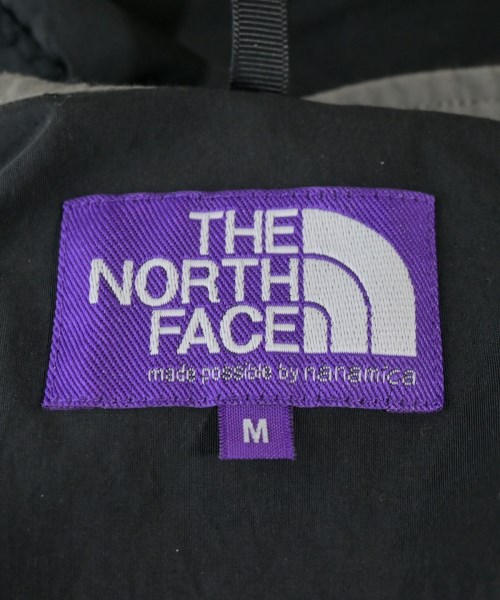 THE
NORTH
FACE
made possible by nanamica
M